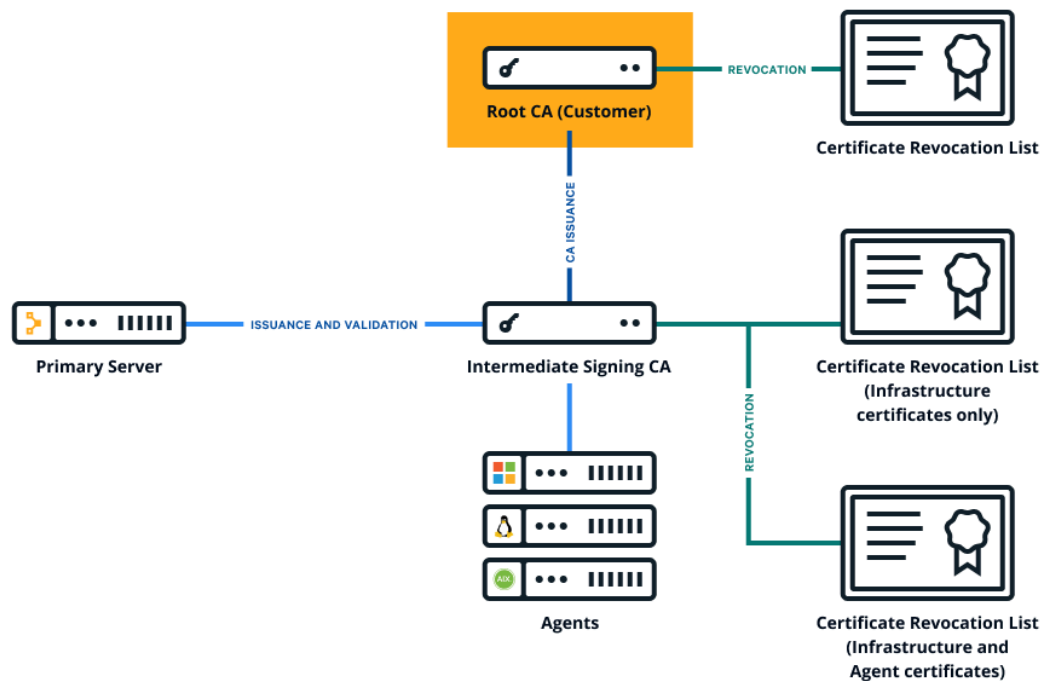 REVOCATION
Root CA (Customer)
Certificate Revocation List
CA ISSUANCE
ISSUANCE AND VALIDATION
Primary Server
Intermediate Signing CA
Certificate Revocation List
(Infrastructure
certificates only)
REVOCATION
AIX
Agents
Certificate Revocation List
(Infrastructure and
Agent certificates)